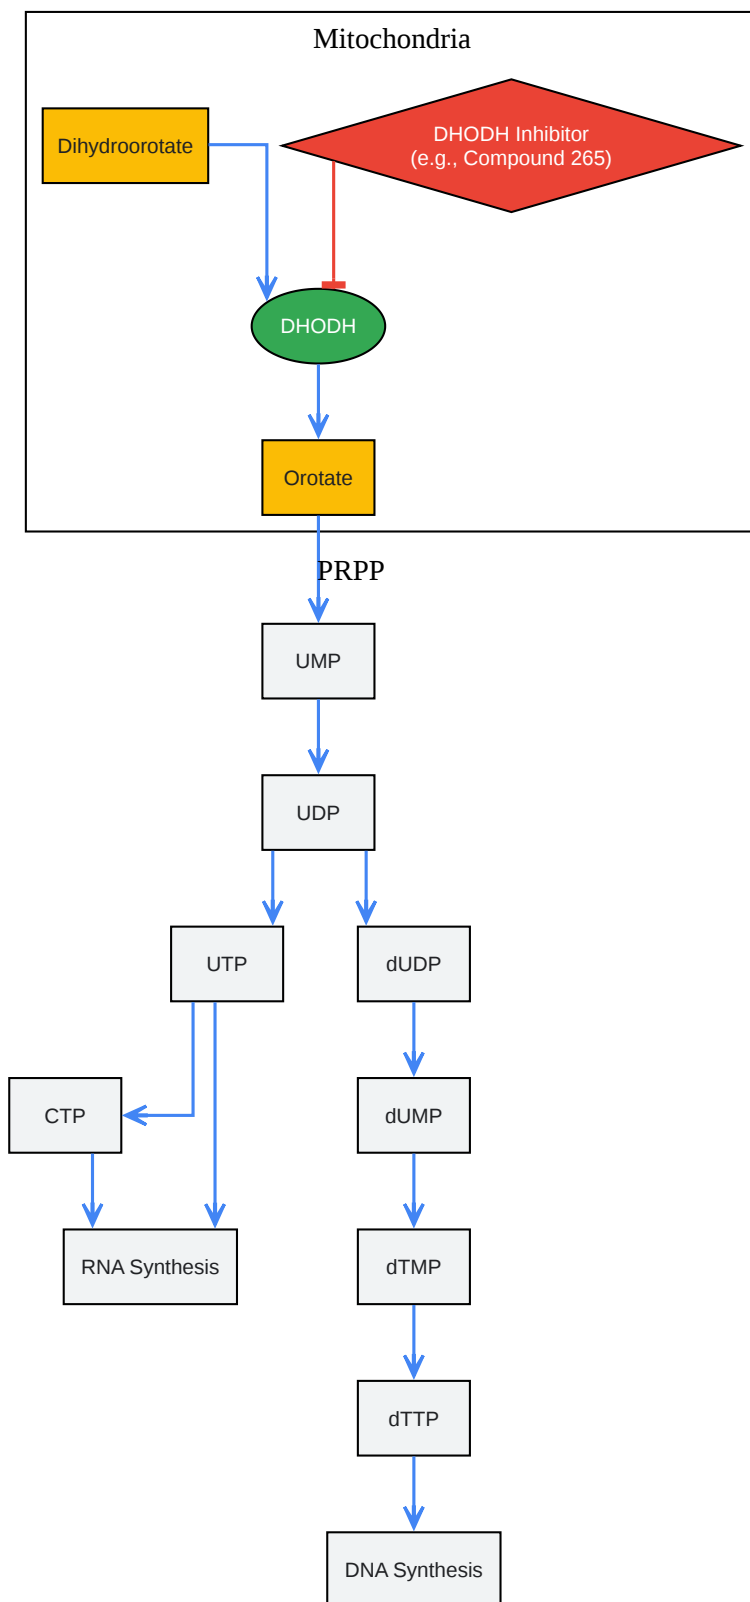 Mitochondria
Dihydroorotate
DHODH Inhibitor
(e.g., Compound 265)
DHODH
Orotate
PRPP
UMP
UDP
UTP
dUDP
CTP
dUMP
RNA Synthesis
dTMP
dTTP
DNA Synthesis